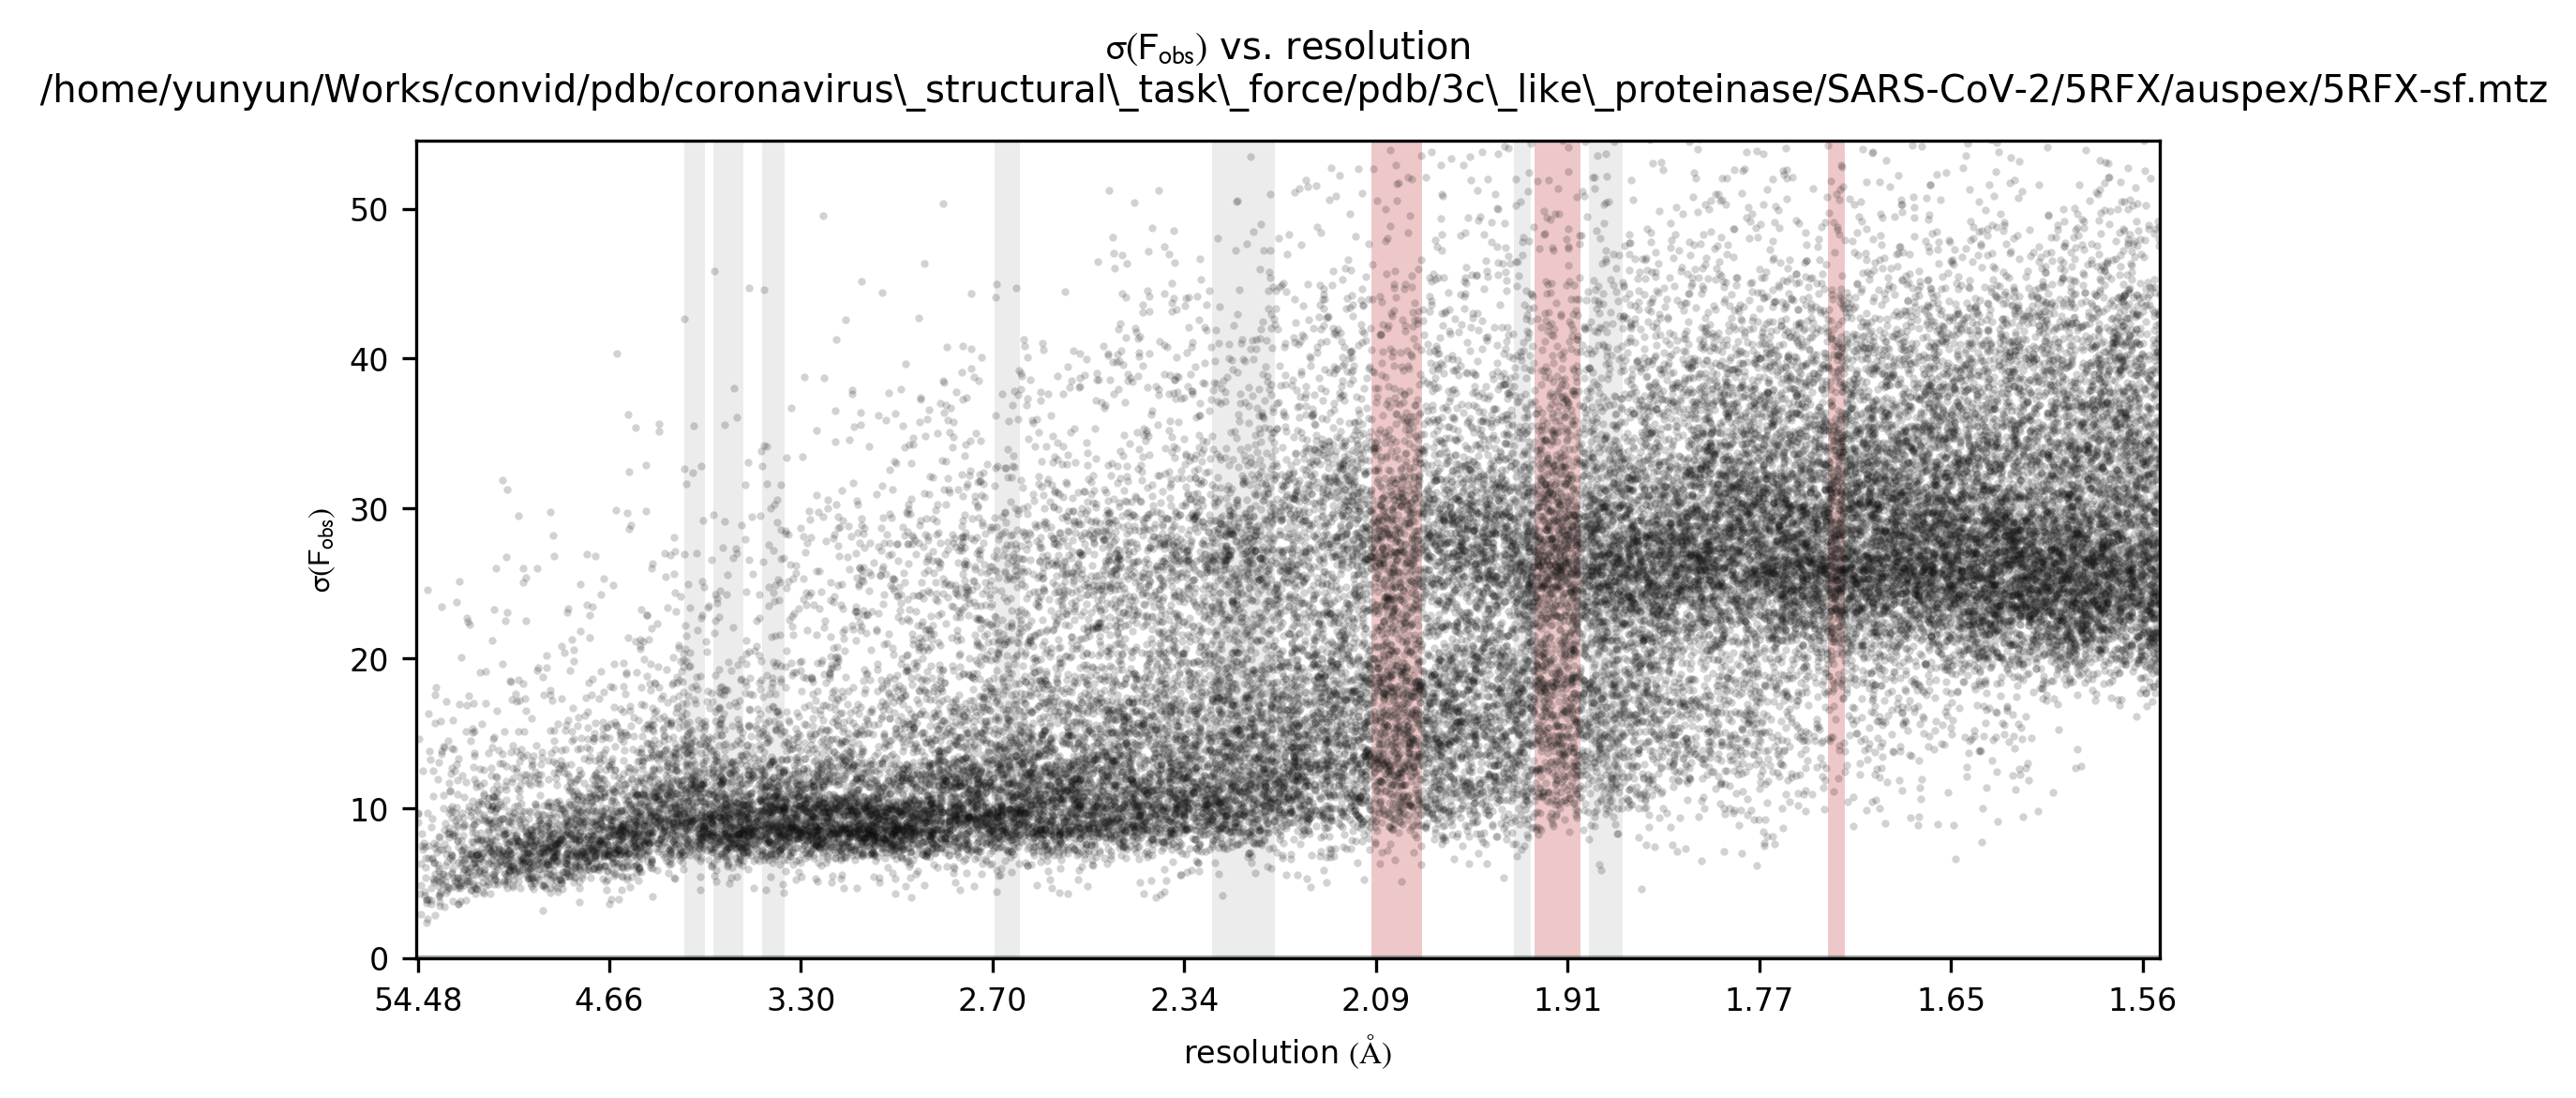 σ(Fobs) vs. resolution
/home/yunyun/Works/convid/pdb/coronavirus\_structural\_task\_force/pdb/3c\_like\_proteinase/SARS-CoV-2/5RFX/auspex/5RFX-sf.mtz
50
40
30
20
10
0
σ(Fobs)
54.48 4.66 3.30 2.70 2.34 2.09 1.91 1.77 1.65 1.56
resolution (Å)